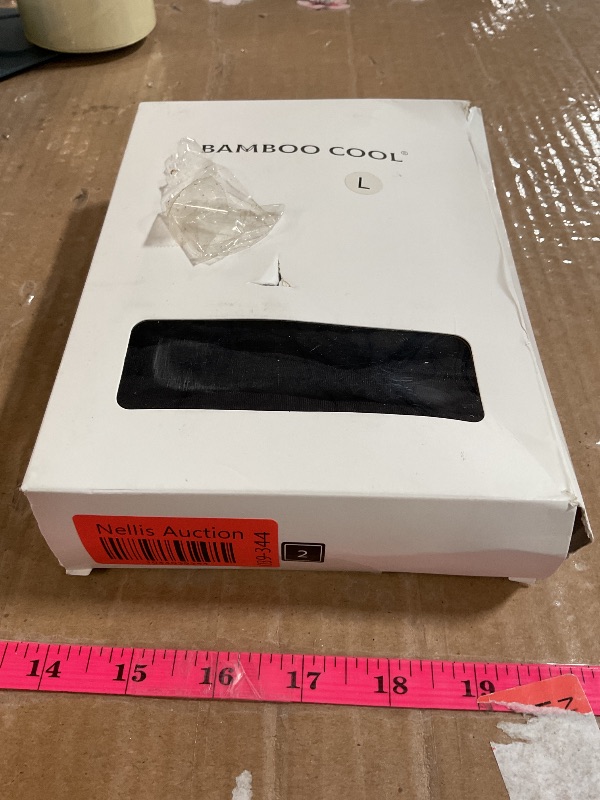 BAMBOO COOL®
L
Nellis Auction
2
14 15 16 17 18 19